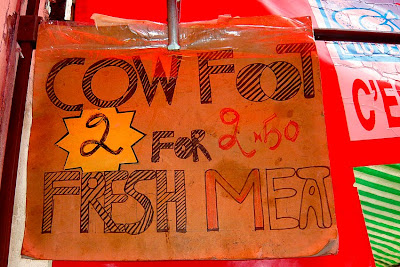 COW FOOT
2 FOR 2.50
FRESH MEAT
C'E